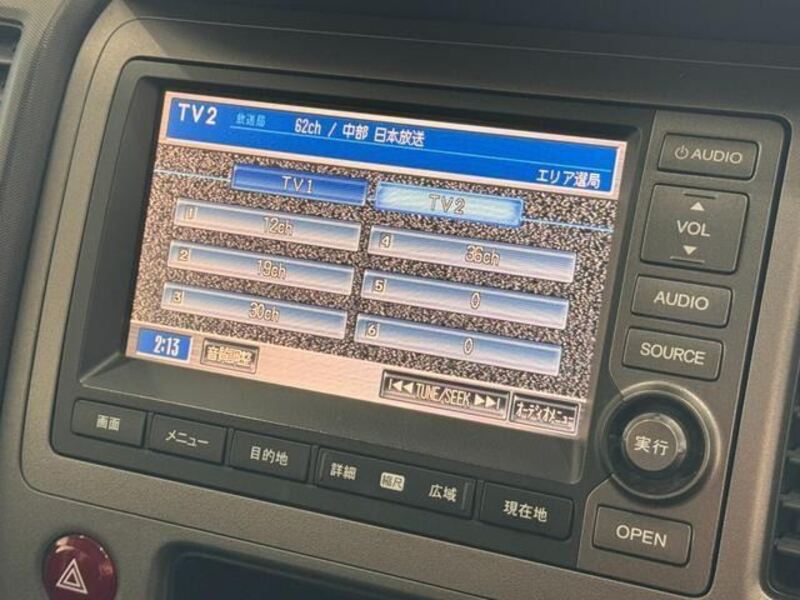 TV2 放送局 62ch / 中部 日本放送
エリア選局
TV1 TV2
1 12ch
2 19ch
3 30ch
4 36ch
5 0
6 0
2:13 音質調整
TUNE/SEEK オーディオメニュー
画面 メニュー 目的地 詳細 縮尺 広域 現在地
AUDIO
VOL
AUDIO
SOURCE
実行
OPEN